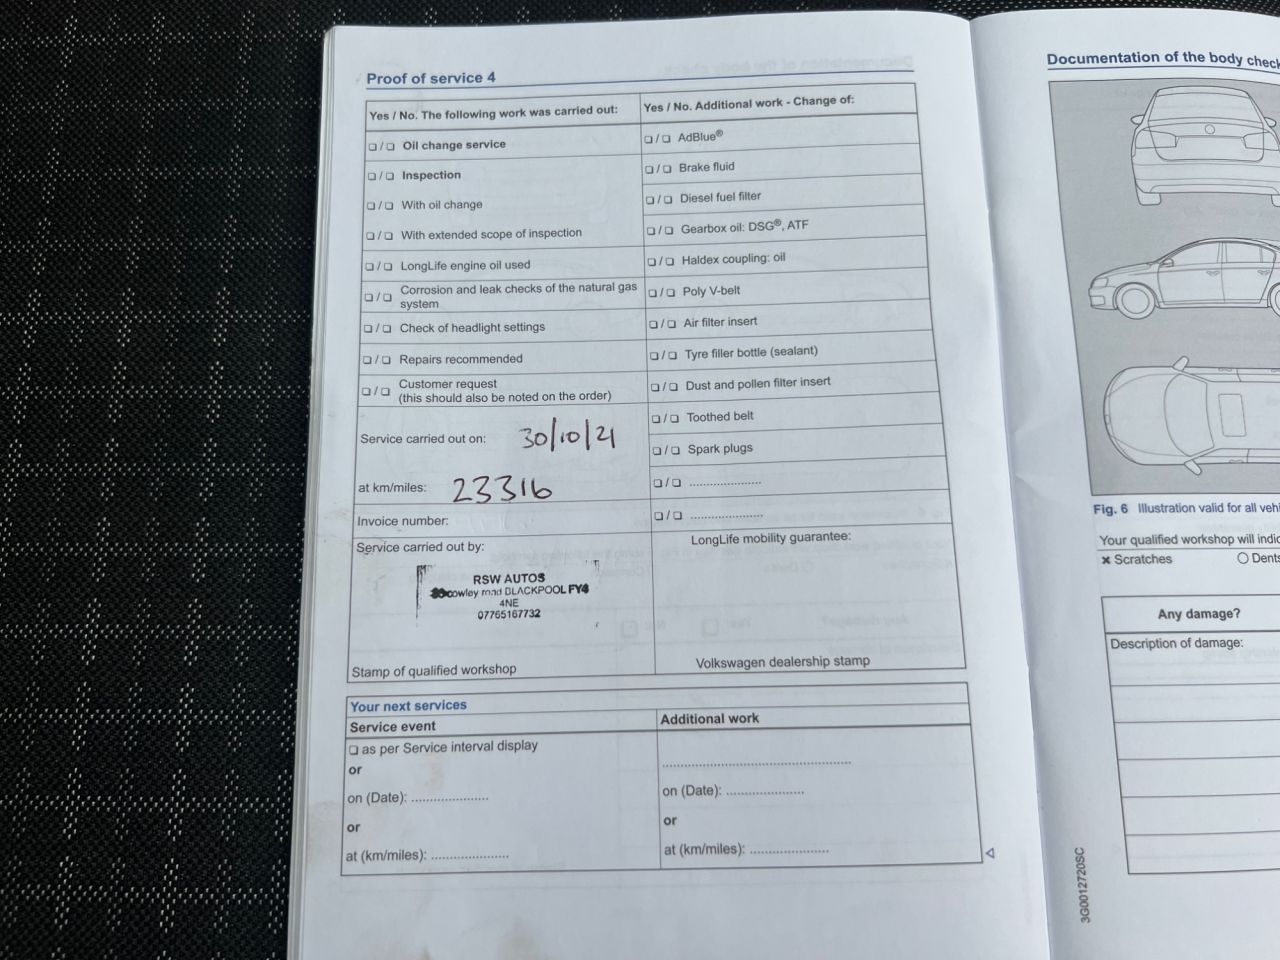 Proof of service 4
Yes / No. The following work was carried out:
❏ / ❏ Oil change service
❏ / ❏ Inspection
❏ / ❏ With oil change
❏ / ❏ With extended scope of inspection
❏ / ❏ LongLife engine oil used
❏ / ❏ Corrosion and leak checks of the natural gas
system
❏ / ❏ Check of headlight settings
❏ / ❏ Repairs recommended
❏ / ❏ Customer request
(this should also be noted on the order)
Service carried out on: 30/10/21
at km/miles: 23316
Invoice number:
Service carried out by:
RSW AUTOS
cowley road BLACKPOOL FY4
4NE
07765167732
Stamp of qualified workshop
Yes / No. Additional work - Change of:
❏ / ❏ AdBlue®
❏ / ❏ Brake fluid
❏ / ❏ Diesel fuel filter
❏ / ❏ Gearbox oil: DSG®, ATF
❏ / ❏ Haldex coupling: oil
❏ / ❏ Poly V-belt
❏ / ❏ Air filter insert
❏ / ❏ Tyre filler bottle (sealant)
❏ / ❏ Dust and pollen filter insert
❏ / ❏ Toothed belt
❏ / ❏ Spark plugs
❏ / ❏ ......................
❏ / ❏ ......................
LongLife mobility guarantee:
Volkswagen dealership stamp
Your next services
Service event
❏ as per Service interval display
or
on (Date): .....................
or
at (km/miles): .....................
Additional work
.....................................................
on (Date): .....................
or
at (km/miles): .....................
Documentation of the body check
Fig. 6 Illustration valid for all
Your qualified workshop will
× Scratches
O Dents
Any damage?
Description of damage:
3G0012720SC